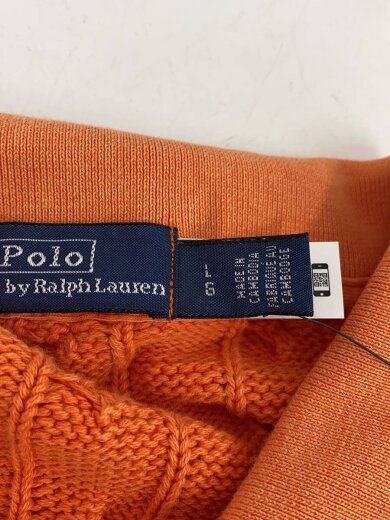 Polo
by Ralph Lauren
L
G
MADE IN
CAMBODIA
FABRIQUÉ AU
CAMBODGE